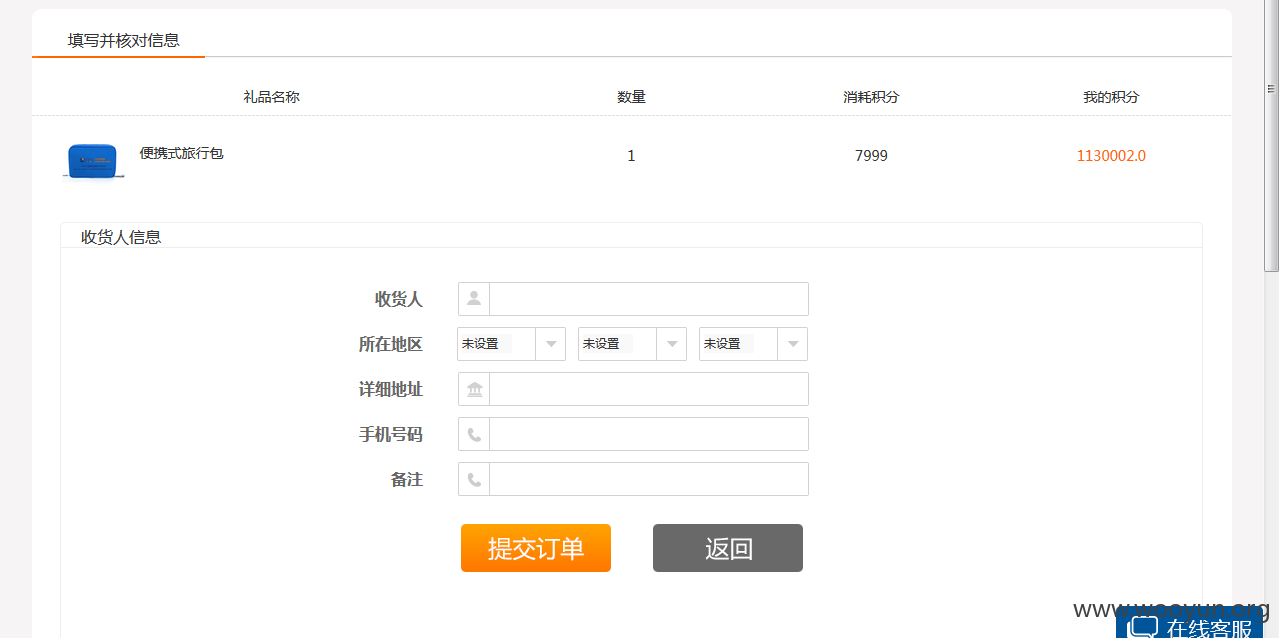 填写并核对信息
礼品名称 数量 消耗积分 我的积分
便携式旅行包 1 7999 1130002.0
收货人信息
收货人
所在地区 未设置 未设置 未设置
详细地址
手机号码
备注
提交订单 返回
www.wooyun.org
在线客服